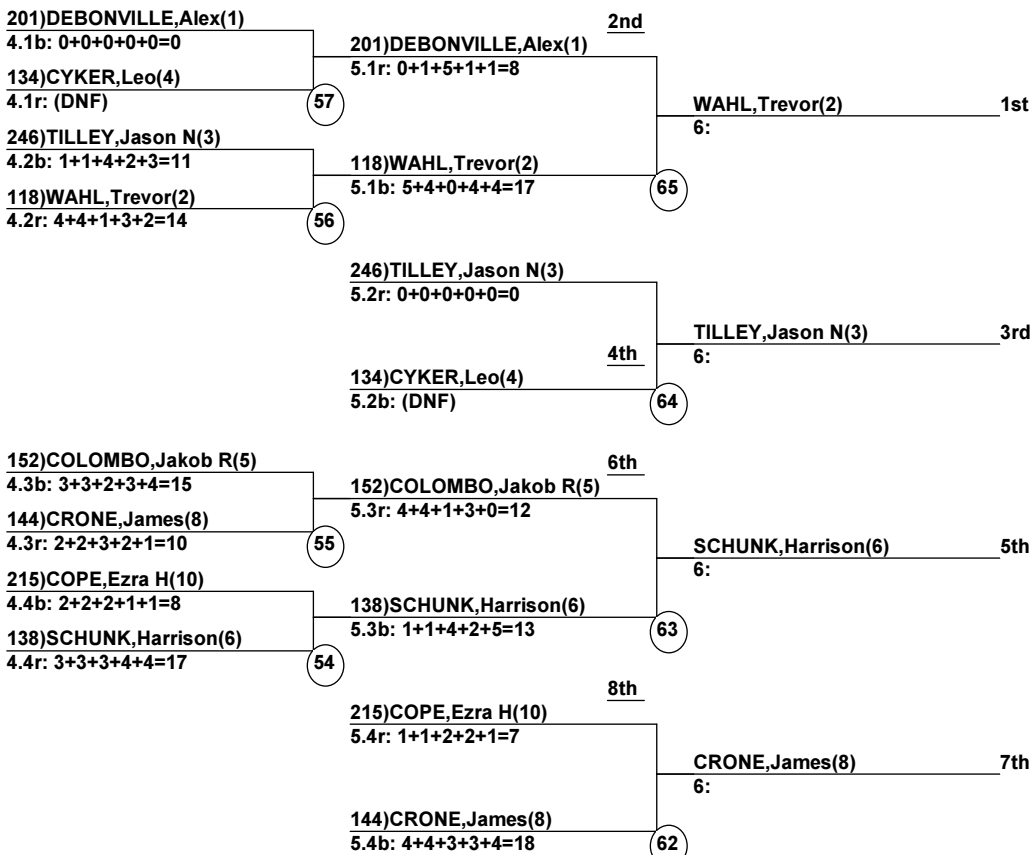 201)DEBONVILLE,Alex(1)
4.1b: 0+0+0+0+0=0
134)CYKER,Leo(4)
4.1r: (DNF)
57
246)TILLEY,Jason N(3)
4.2b: 1+1+4+2+3=11
118)WAHL,Trevor(2)
4.2r: 4+4+1+3+2=14
56
2nd
201)DEBONVILLE,Alex(1)
5.1r: 0+1+5+1+1=8
118)WAHL,Trevor(2)
5.1b: 5+4+0+4+4=17
65
WAHL,Trevor(2)
1st
6:
246)TILLEY,Jason N(3)
5.2r: 0+0+0+0+0=0
4th
134)CYKER,Leo(4)
5.2b: (DNF)
64
TILLEY,Jason N(3)
3rd
6:
152)COLOMBO,Jakob R(5)
4.3b: 3+3+2+3+4=15
144)CRONE,James(8)
4.3r: 2+2+3+2+1=10
55
215)COPE,Ezra H(10)
4.4b: 2+2+2+1+1=8
138)SCHUNK,Harrison(6)
4.4r: 3+3+3+4+4=17
54
6th
152)COLOMBO,Jakob R(5)
5.3r: 4+4+1+3+0=12
138)SCHUNK,Harrison(6)
5.3b: 1+1+4+2+5=13
63
SCHUNK,Harrison(6)
5th
6:
8th
215)COPE,Ezra H(10)
5.4r: 1+1+2+2+1=7
144)CRONE,James(8)
5.4b: 4+4+3+3+4=18
62
CRONE,James(8)
7th
6: